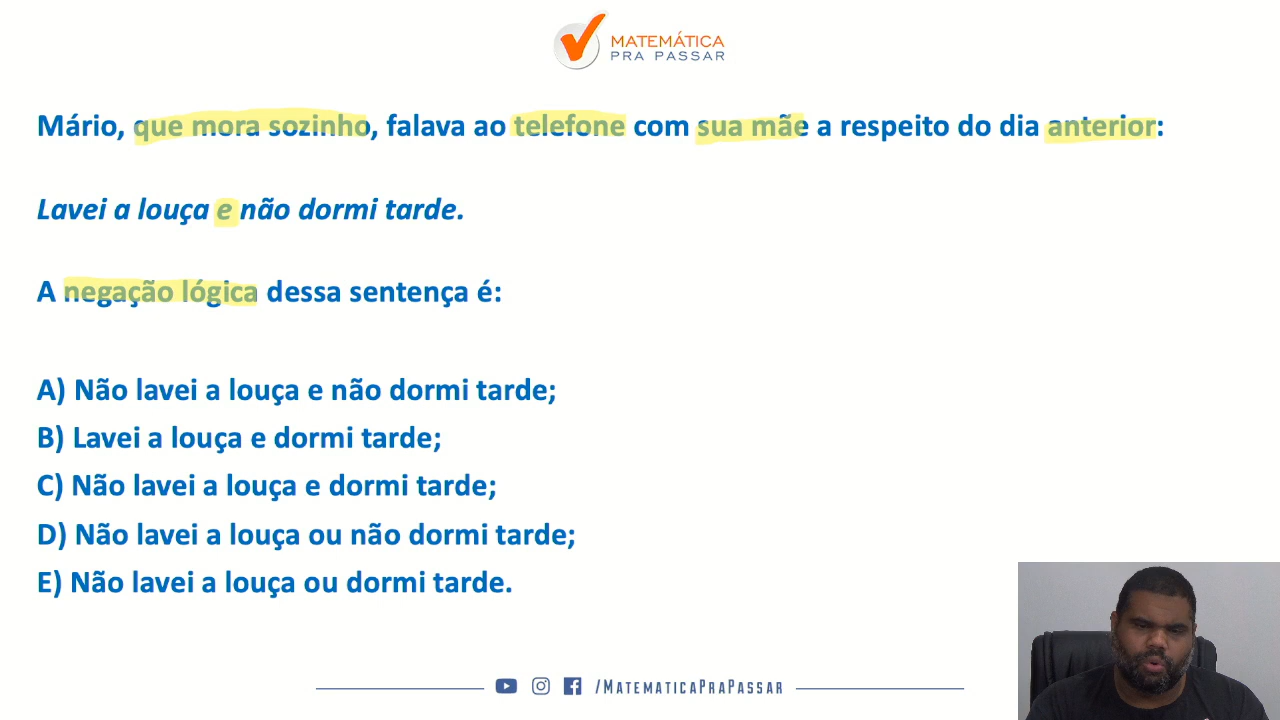 MATEMÁTICA
PRA PASSAR
Mário, que mora sozinho, falava ao telefone com sua mãe a respeito do dia anterior:
Lavei a louça e não dormi tarde.
A negação lógica dessa sentença é:
A) Não lavei a louça e não dormi tarde;
B) Lavei a louça e dormi tarde;
C) Não lavei a louça e dormi tarde;
D) Não lavei a louça ou não dormi tarde;
E) Não lavei a louça ou dormi tarde.
/MATEMATICAPRAPASSAR